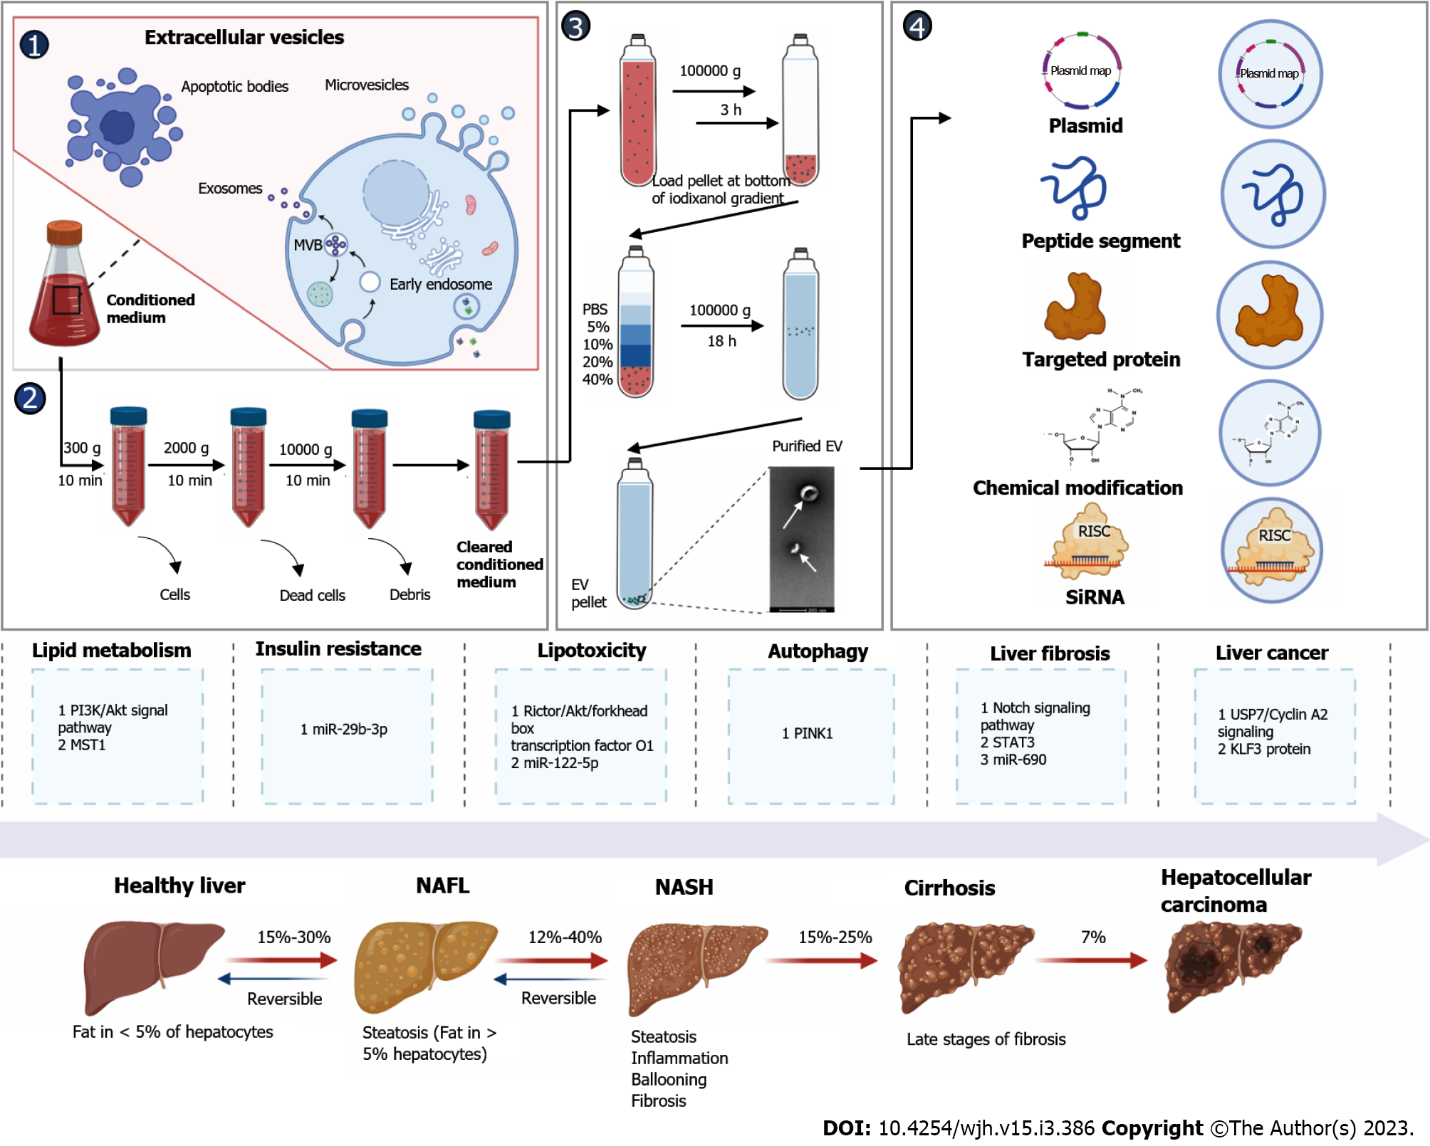 1
Extracellular vesicles
Apoptotic bodies
Microvesicles
Exosomes
MVB
Early endosome
Conditioned
medium
2
300 g
10 min
2000 g
10 min
10000 g
10 min
Cells
Dead cells
Debris
Cleared
conditioned
medium
3
100000 g
3 h
Load pellet at bottom
of iodixanol gradient
PBS
5%
10%
20%
40%
100000 g
18 h
Purified EV
EV
pellet
4
Plasmid map
Plasmid map
Plasmid
Peptide segment
Targeted protein
Chemical modification
RISC
RISC
SiRNA
Lipid metabolism
1 PI3K/Akt signal
pathway
2 MST1
Insulin resistance
1 miR-29b-3p
Lipotoxicity
1 Rictor/Akt/forkhead
box
transcription factor O1
2 miR-122-5p
Autophagy
1 PINK1
Liver fibrosis
1 Notch signaling
pathway
2 STAT3
3 miR-690
Liver cancer
1 USP7/Cyclin A2
signaling
2 KLF3 protein
Healthy liver
Fat in < 5% of hepatocytes
15%-30%
Reversible
NAFL
Steatosis (Fat in >
5% hepatocytes)
12%-40%
Reversible
NASH
Steatosis
Inflammation
Ballooning
Fibrosis
15%-25%
Cirrhosis
Late stages of fibrosis
7%
Hepatocellular
carcinoma
DOI: 10.4254/wjh.v15.i3.386 Copyright ©The Author(s) 2023.